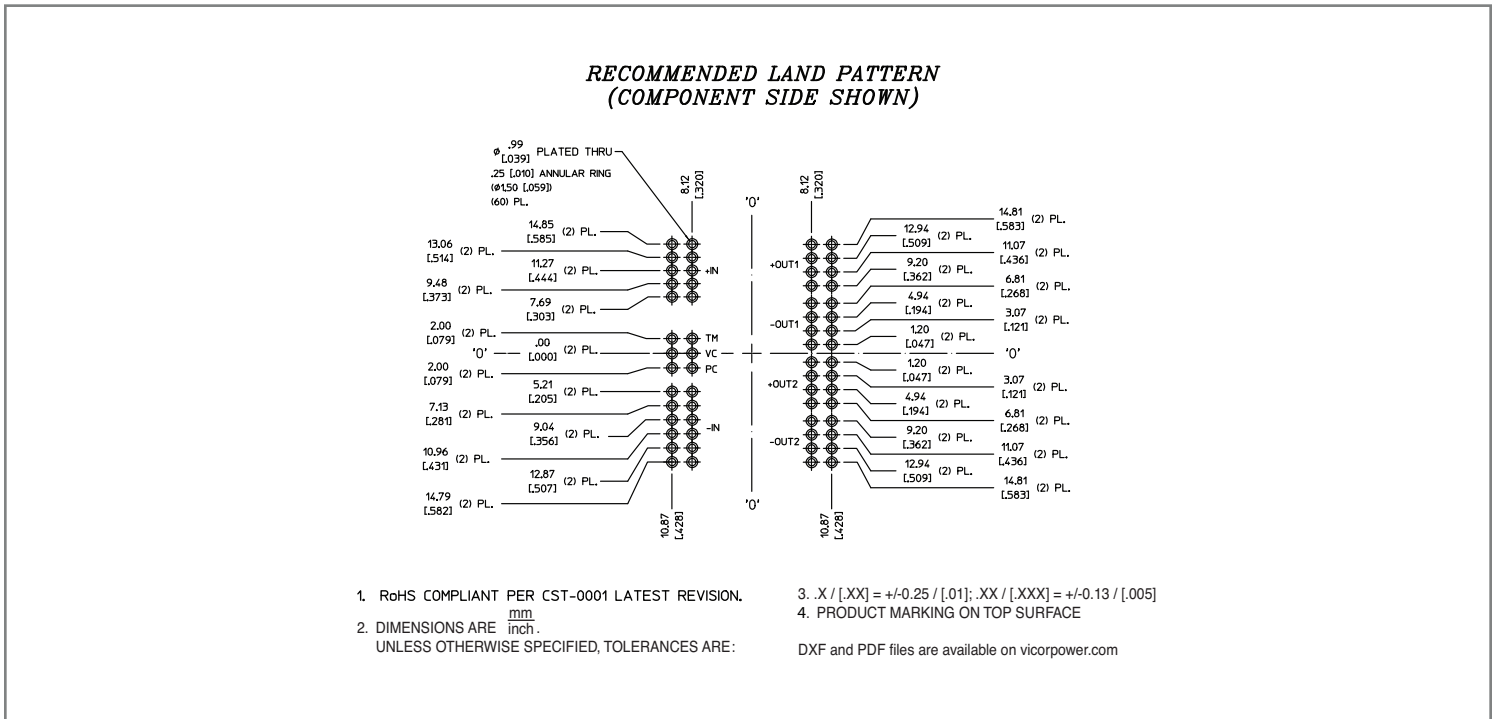 RECOMMENDED LAND PATTERN
(COMPONENT SIDE SHOWN)
ø .99 PLATED THRU
[.039]
.25 [.010] ANNULAR RING
(ø1.50 [.059])
(60) PL.
8.12
[.320]
'0'
8.12
[.320]
14.85 (2) PL.
[.585]
13.06 (2) PL.
[.514]
11.27 (2) PL.
[.444]
9.48 (2) PL.
[.373]
7.69 (2) PL.
[.303]
2.00 (2) PL.
[.079]
'0'
.00 (2) PL.
[.000]
2.00 (2) PL.
[.079]
5.21 (2) PL.
[.205]
7.13 (2) PL.
[.281]
9.04 (2) PL.
[.356]
10.96 (2) PL.
[.431]
12.87 (2) PL.
[.507]
14.79 (2) PL.
[.582]
+IN
TM
VC
PC
-IN
10.87
[.428]
'0'
+OUT1
-OUT1
+OUT2
-OUT2
10.87
[.428]
14.81 (2) PL.
[.583]
12.94 (2) PL.
[.509]
11.07 (2) PL.
[.436]
9.20 (2) PL.
[.362]
6.81 (2) PL.
[.268]
4.94 (2) PL.
[.194]
3.07 (2) PL.
[.121]
1.20 (2) PL.
[.047]
'0'
1.20 (2) PL.
[.047]
3.07 (2) PL.
[.121]
4.94 (2) PL.
[.194]
6.81 (2) PL.
[.268]
9.20 (2) PL.
[.362]
11.07 (2) PL.
[.436]
12.94 (2) PL.
[.509]
14.81 (2) PL.
[.583]
1. RoHS COMPLIANT PER CST-0001 LATEST REVISION.
2. DIMENSIONS ARE mm
inch .
UNLESS OTHERWISE SPECIFIED, TOLERANCES ARE:
3. .X / [.XX] = +/-0.25 / [.01]; .XX / [.XXX] = +/-0.13 / [.005]
4. PRODUCT MARKING ON TOP SURFACE
DXF and PDF files are available on vicorpower.com